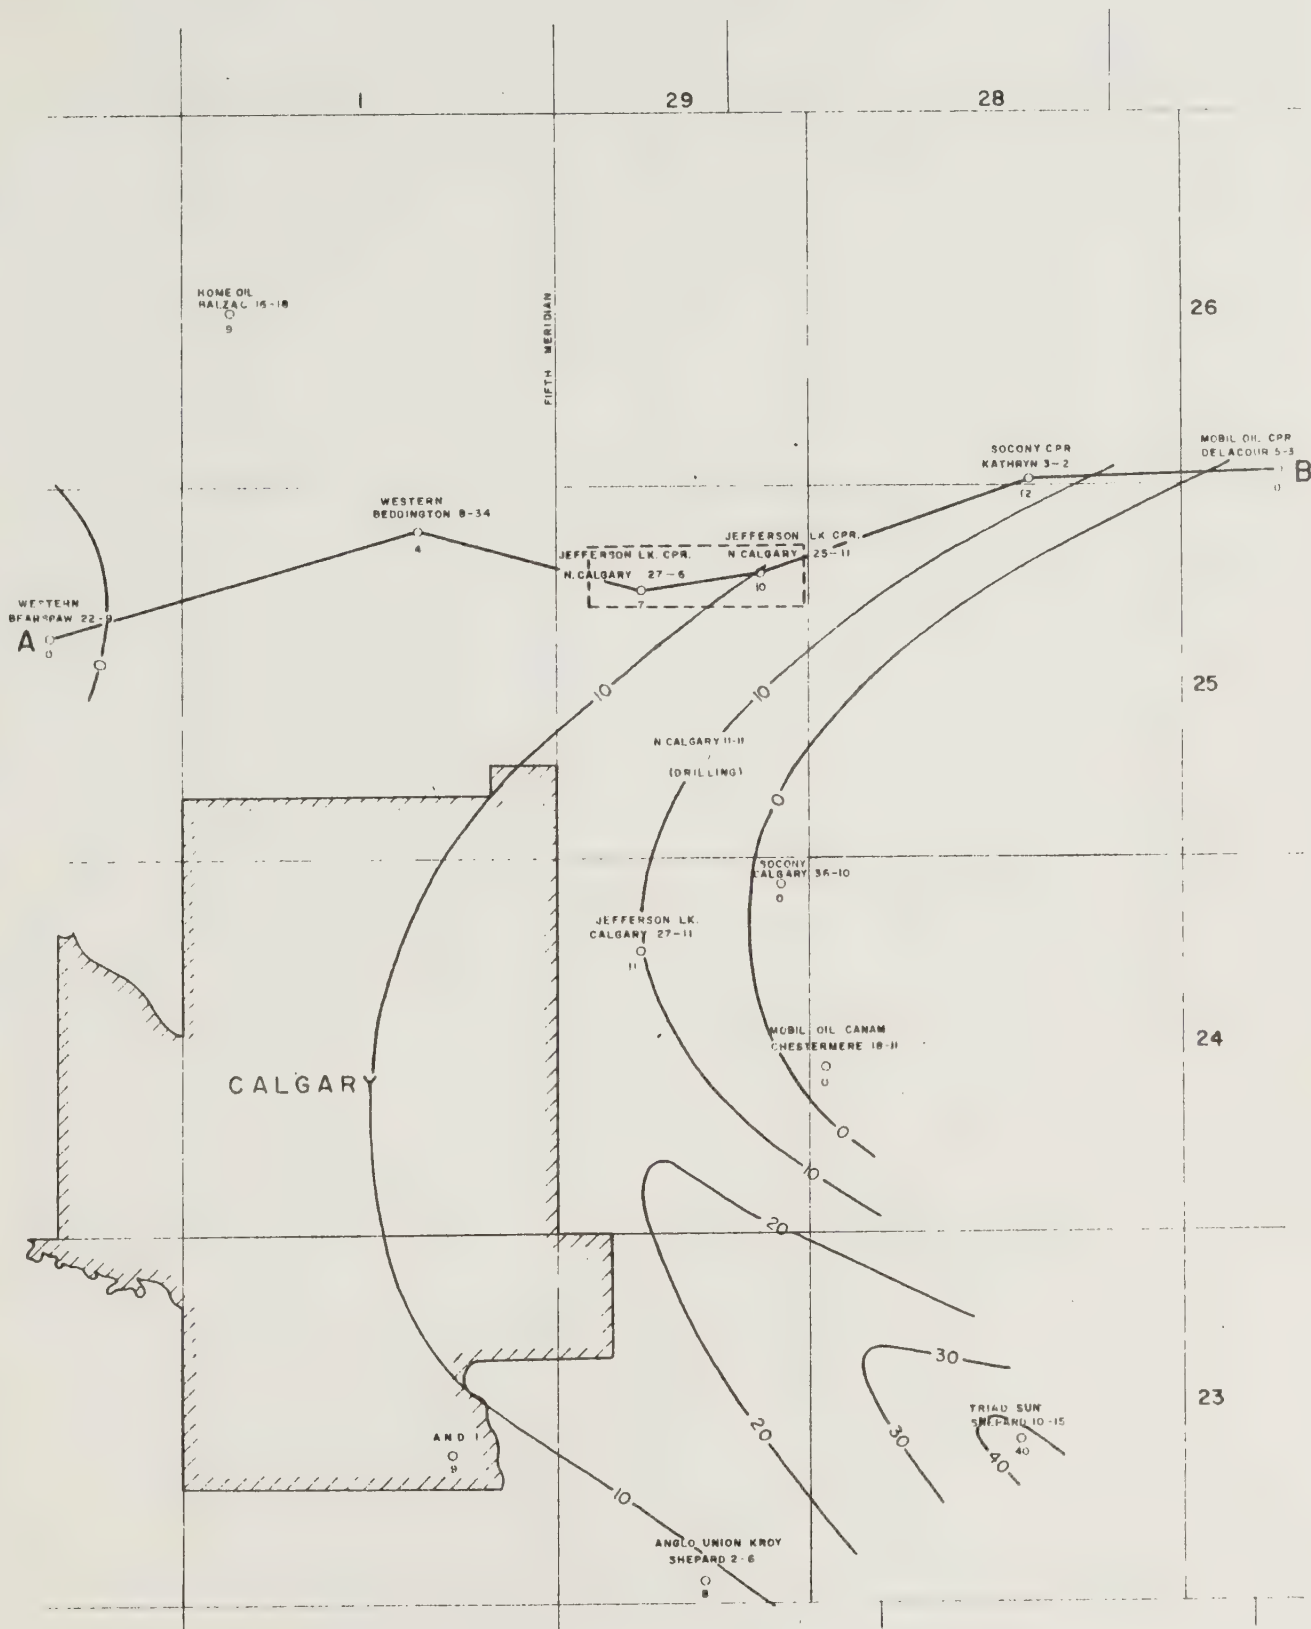 1
29
28
HOME OIL
BALZAC 16-18
9
FIFTH MERIDIAN
26
SOCONY CPR
KATHRYN 3-2
12
MOBIL OIL CPR
DELACOUR 5-3
B
0
WESTERN
BEDDINGTON 8-34
4
JEFFERSON LK CPR.
N CALGARY 25-11
10
JEFFERSON LK. CPR.
N. CALGARY 27-6
7
WESTERN
BEARSPAW 22-9
A
0
0
25
10
10
N CALGARY 11-11
(DRILLING)
0
SOCONY
CALGARY 36-10
0
JEFFERSON LK.
CALGARY 27-11
11
MOBIL OIL CANAM
CHESTERMERE 18-11
0
24
CALGARY
0
10
20
30
23
TRIAD SUN
SHEPARD 10-15
40
20
30
40
AND 1
9
10
ANGLO UNION KROY
SHEPARD 2-6
8